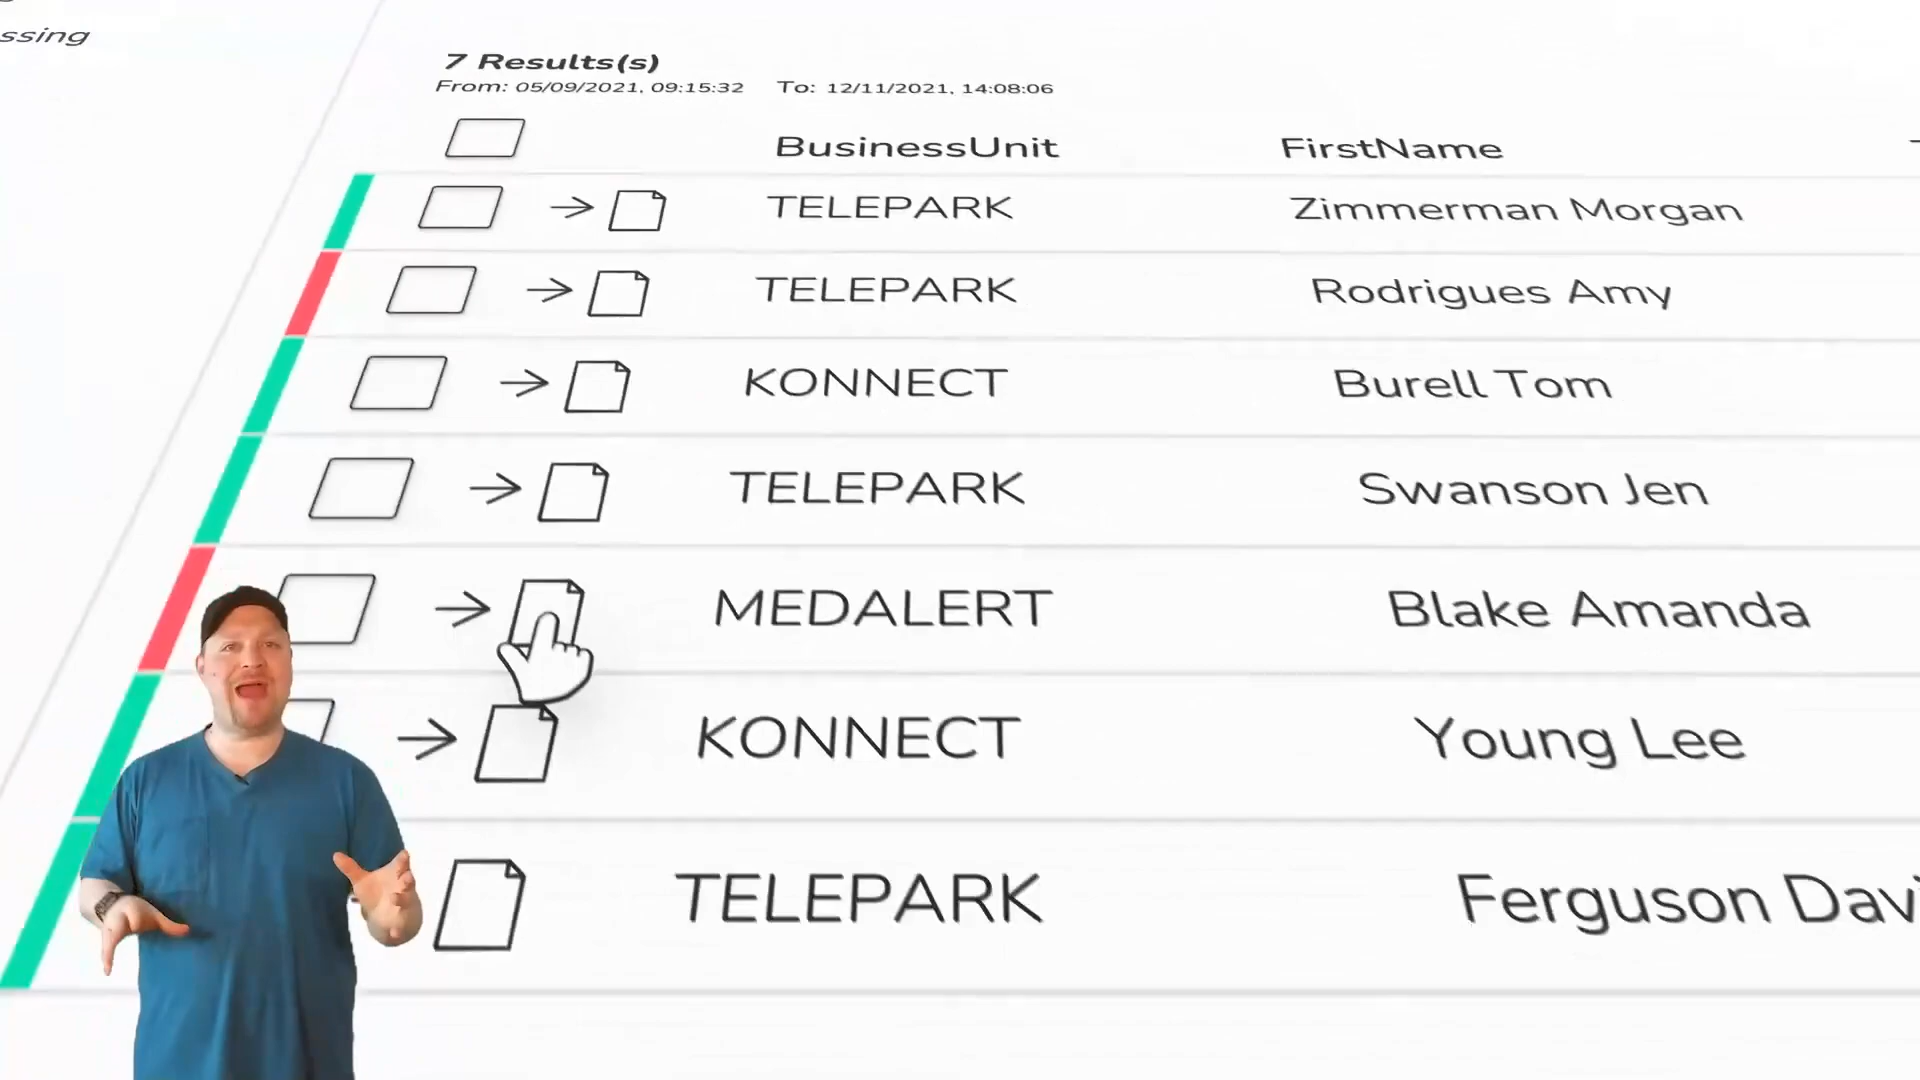 ssing
7 Results(s)
From: 05/09/2021, 09:15:32 To: 12/11/2021, 14:08:06
BusinessUnit FirstName
TELEPARK Zimmerman Morgan
TELEPARK Rodrigues Amy
KONNECT Burell Tom
TELEPARK Swanson Jen
MEDALERT Blake Amanda
KONNECT Young Lee
TELEPARK Ferguson Davi